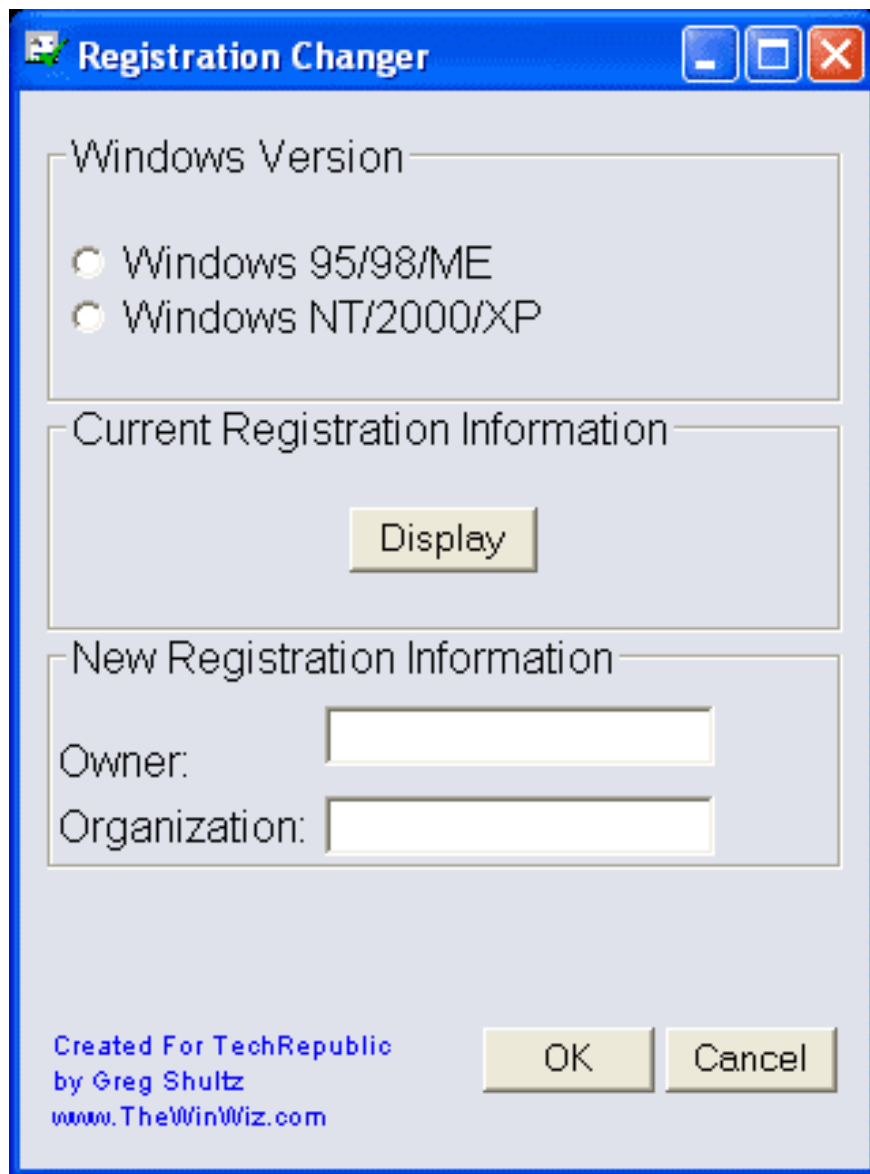 Registration Changer
Windows Version
Windows 95/98/ME
Windows NT/2000/XP
Current Registration Information
Display
New Registration Information
Owner:
Organization:
Created For TechRepublic
by Greg Shultz
www.TheWinWiz.com
OK
Cancel